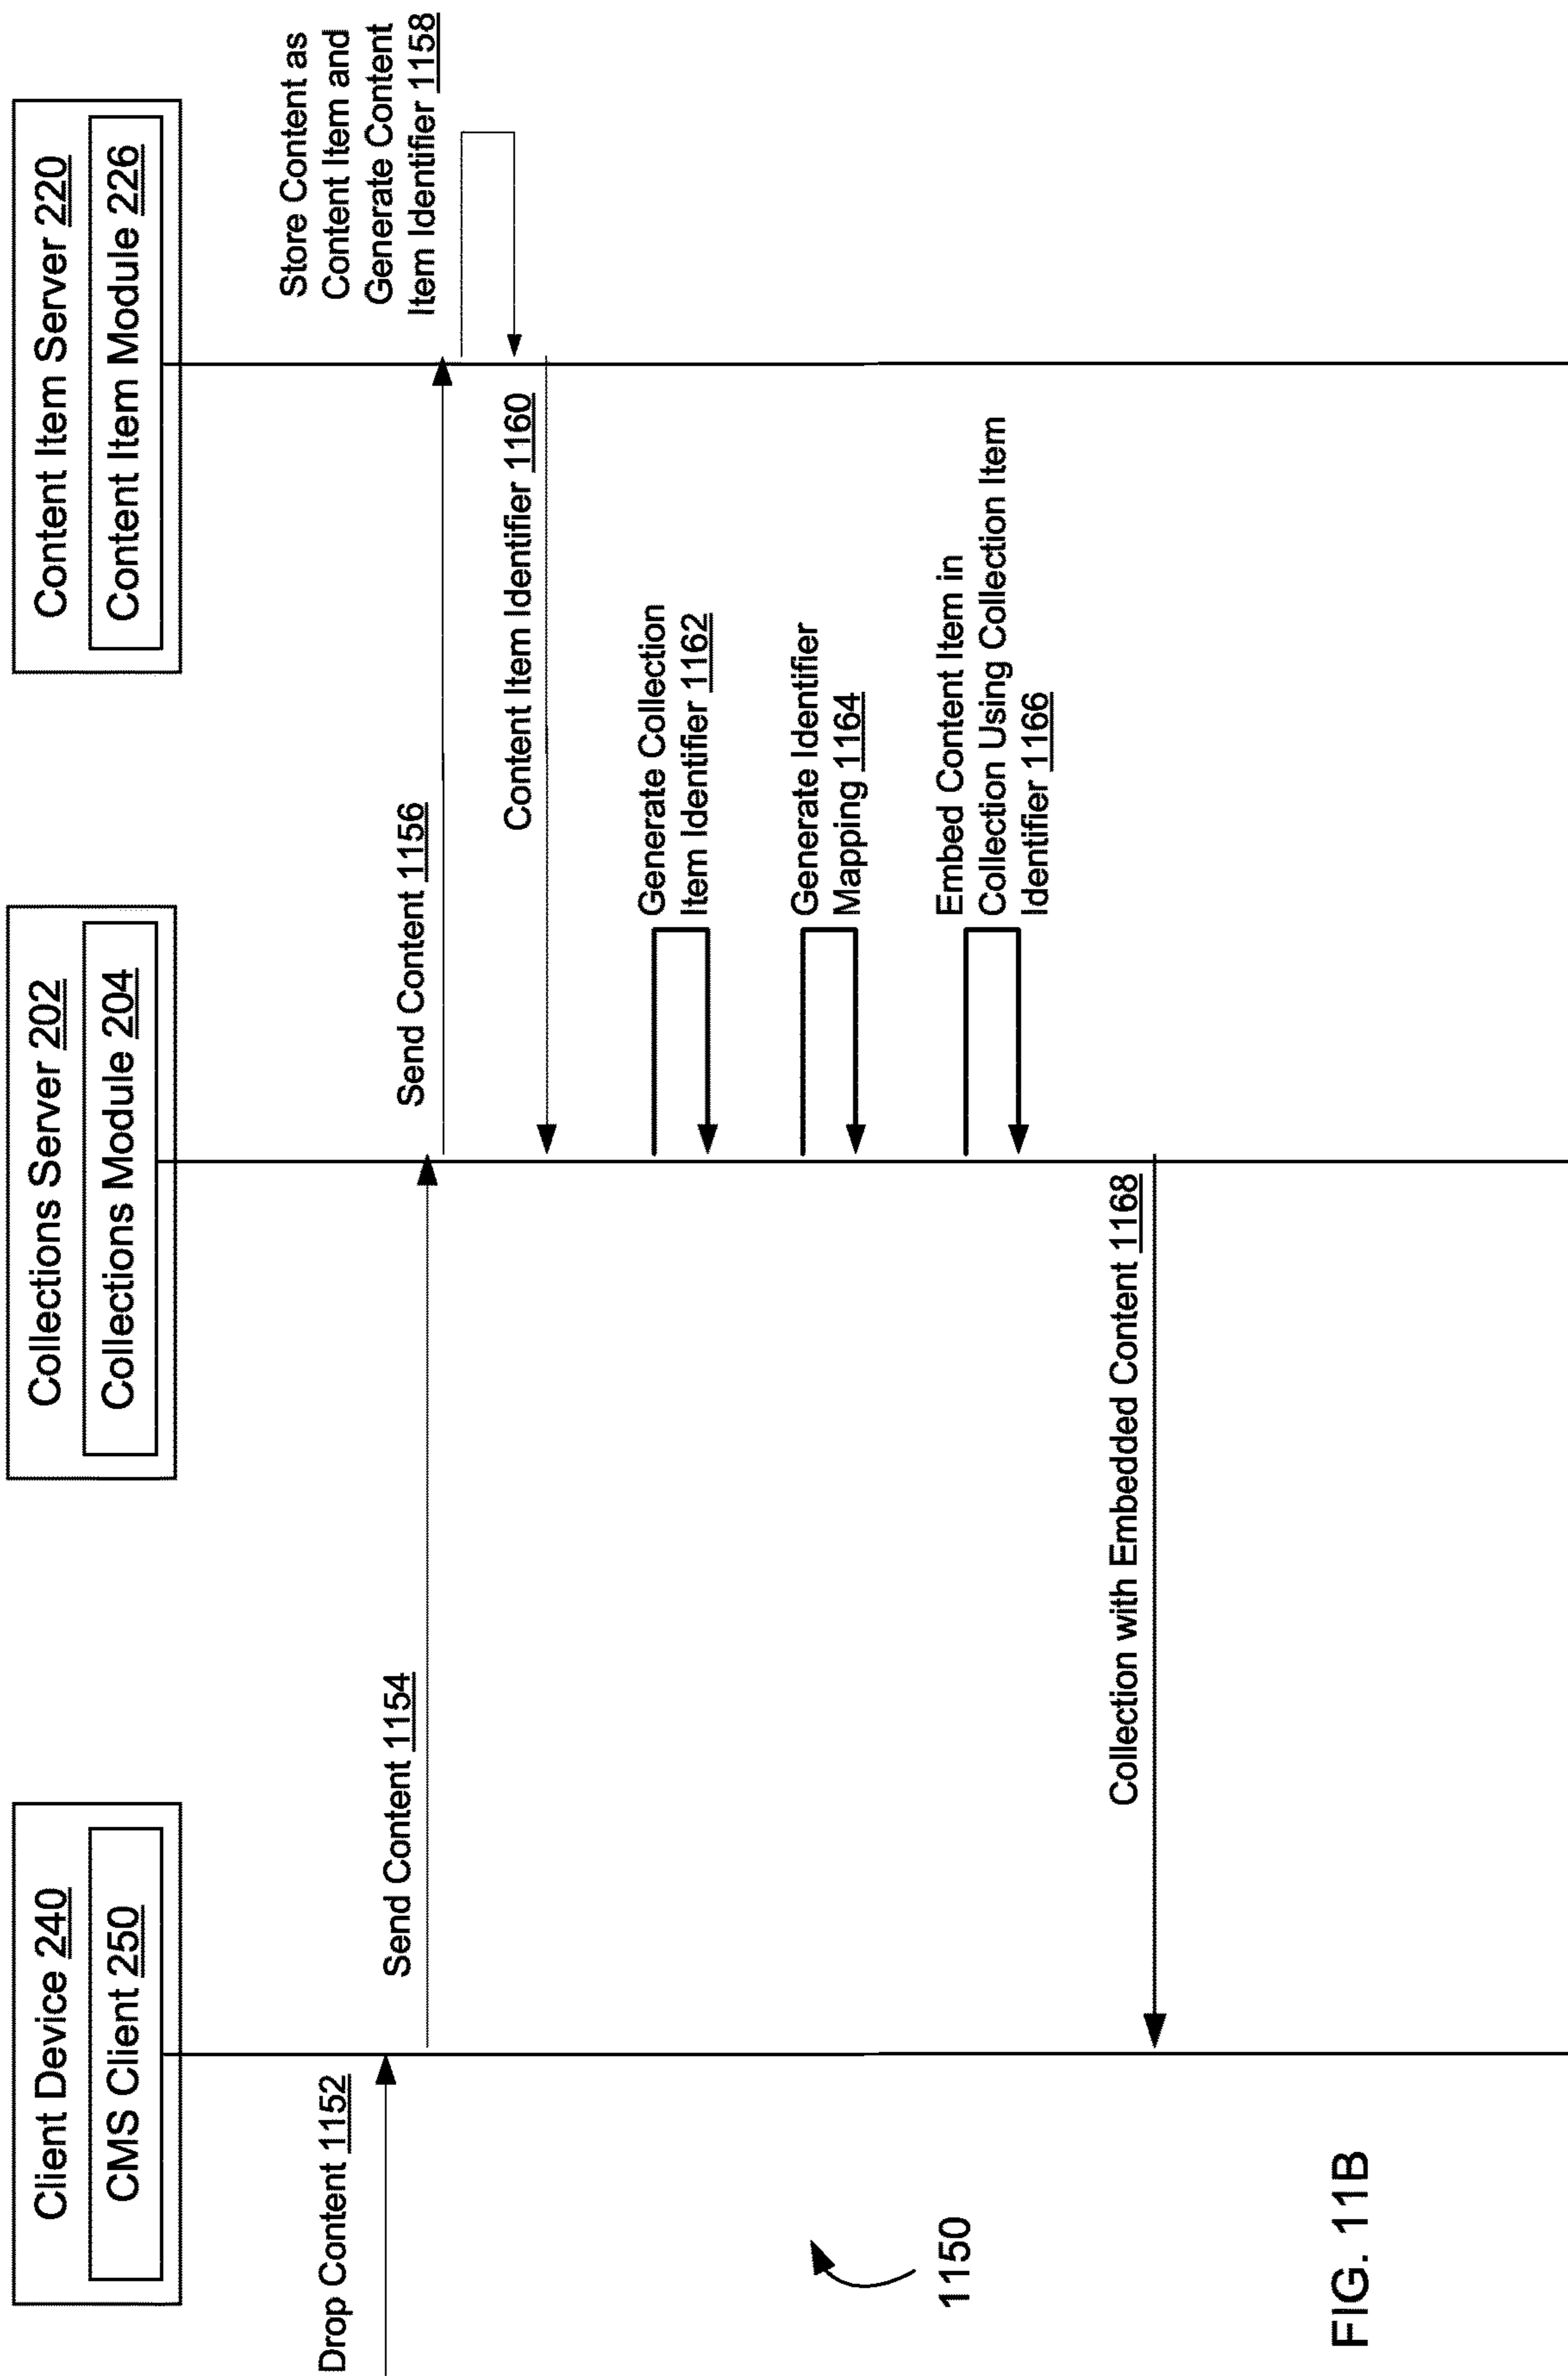 Client Device 240
CMS Client 250
Collections Server 202
Collections Module 204
Content Item Server 220
Content Item Module 226
Drop Content 1152
Send Content 1154
Send Content 1156
Store Content as
Content Item and
Generate Content
Item Identifier 1158
Content Item Identifier 1160
Generate Collection
Item Identifier 1162
Generate Identifier
Mapping 1164
Embed Content Item in
Collection Using Collection Item
Identifier 1166
Collection with Embedded Content 1168
1150
FIG. 11B